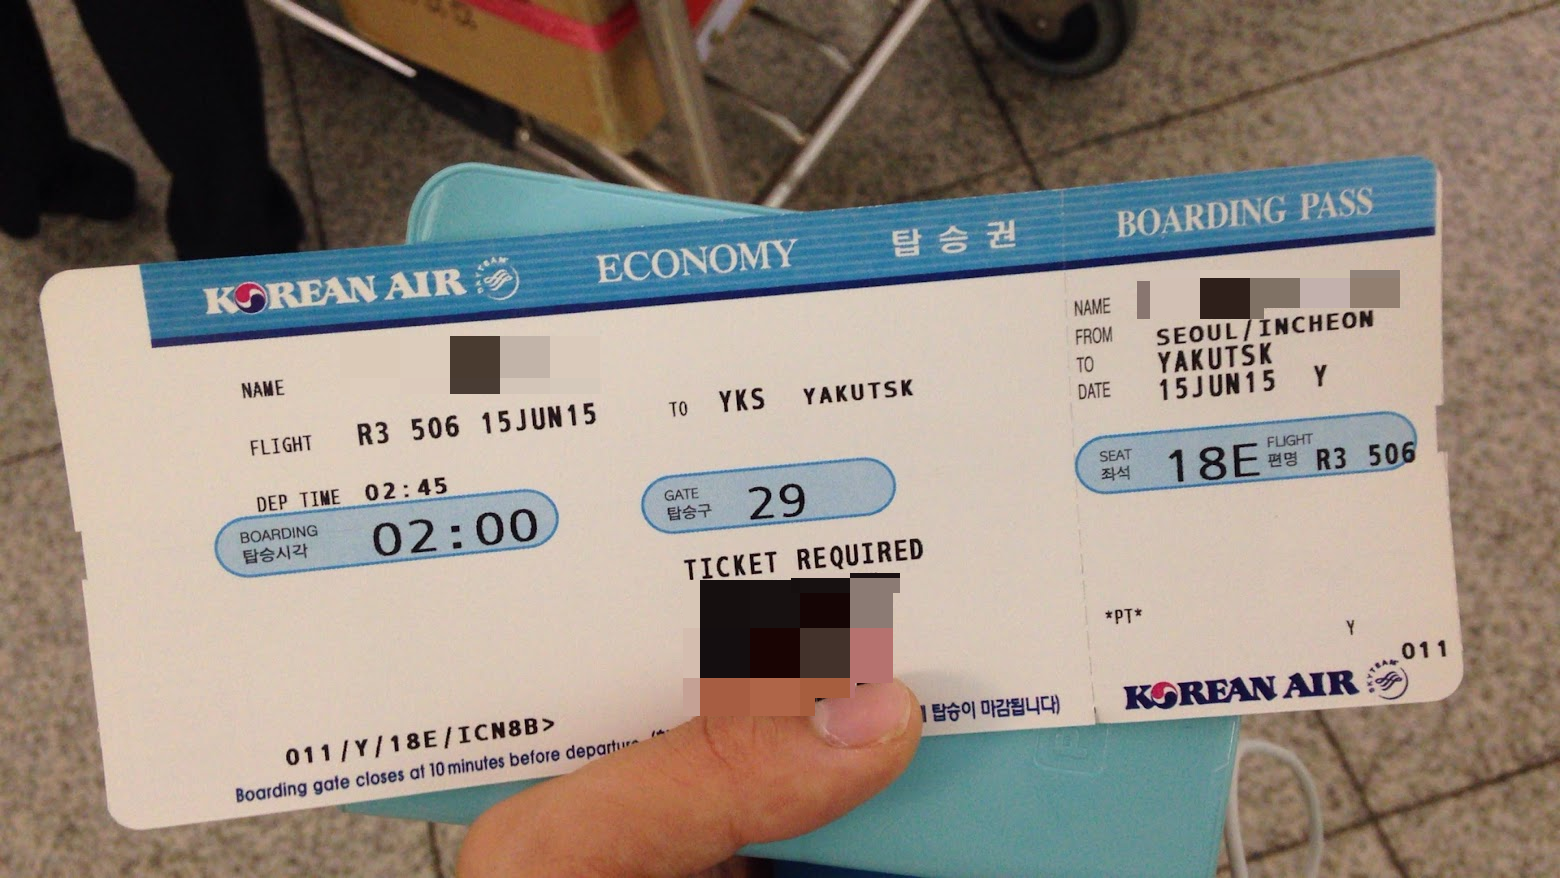 KOREAN AIR SKYTEAM ECONOMY 탑승권 BOARDING PASS
NAME
FLIGHT R3 506 15JUN15 TO YKS YAKUTSK
DEP TIME 02:45
BOARDING 탑승시각 02:00 GATE 탑승구 29
TICKET REQUIRED
011/Y/18E/ICN8B>
Boarding gate closes at 10 minutes before departure. 탑승이 마감됩니다)
NAME
FROM SEOUL/INCHEON
TO YAKUTSK
DATE 15JUN15 Y
SEAT 좌석 18E FLIGHT 편명 R3 506
*PT*
Y
011
KOREAN AIR SKYTEAM